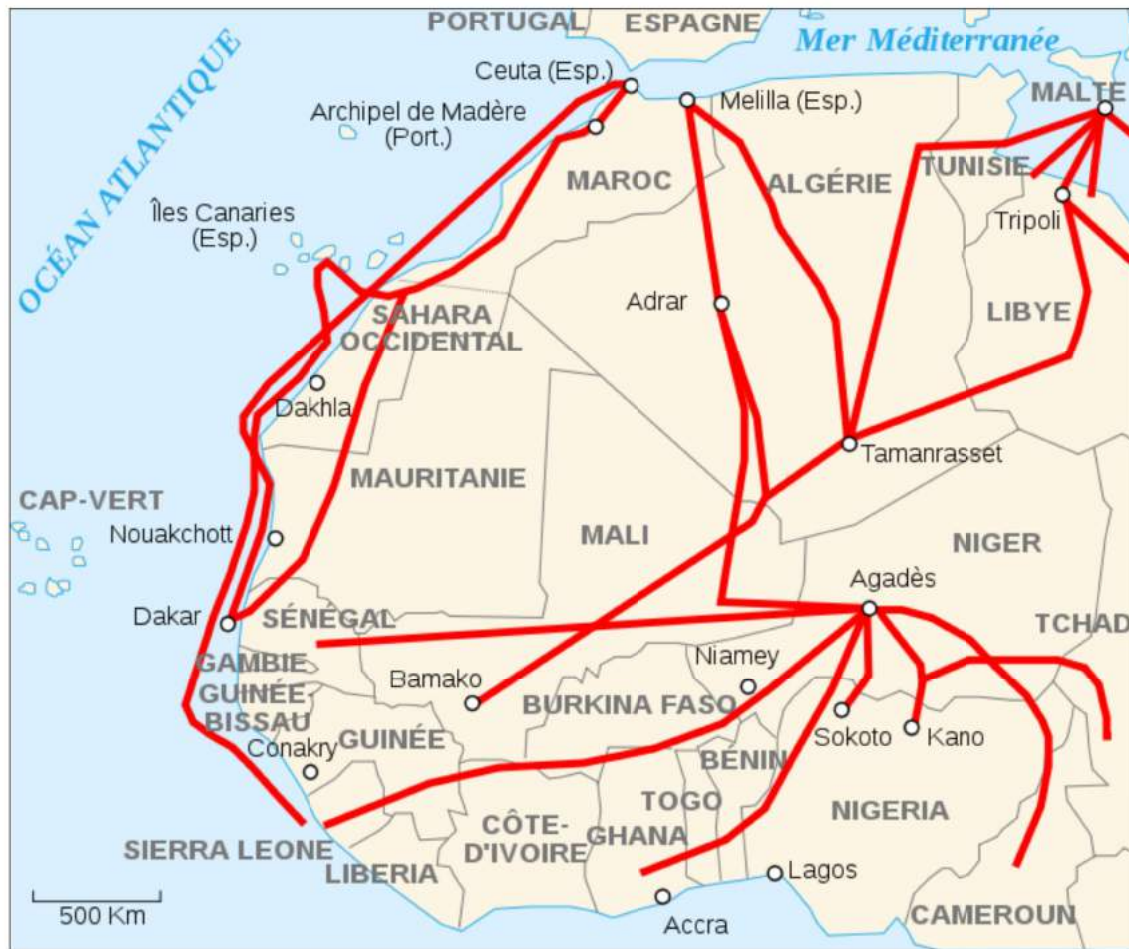 PORTUGAL
ESPAGNE
Mer Méditerranée
OCÉAN ATLANTIQUE
Ceuta (Esp.)
Melilla (Esp.)
MALTE
Archipel de Madère
(Port.)
MAROC
ALGÉRIE
TUNISIE
Îles Canaries
(Esp.)
Tripoli
Adrar
LIBYE
SAHARA
OCCIDENTAL
Dakhla
Tamanrasset
MAURITANIE
CAP-VERT
Nouakchott
MALI
NIGER
Agadès
Dakar
SÉNÉGAL
TCHAD
GAMBIE
Niamey
GUINÉE-
BISSAU
Bamako
BURKINA FASO
Sokoto
Kano
Conakry
GUINÉE
BÉNIN
TOGO
NIGERIA
CÔTE-
D'IVOIRE
GHANA
SIERRA LEONE
LIBERIA
Lagos
500 Km
Accra
CAMEROUN